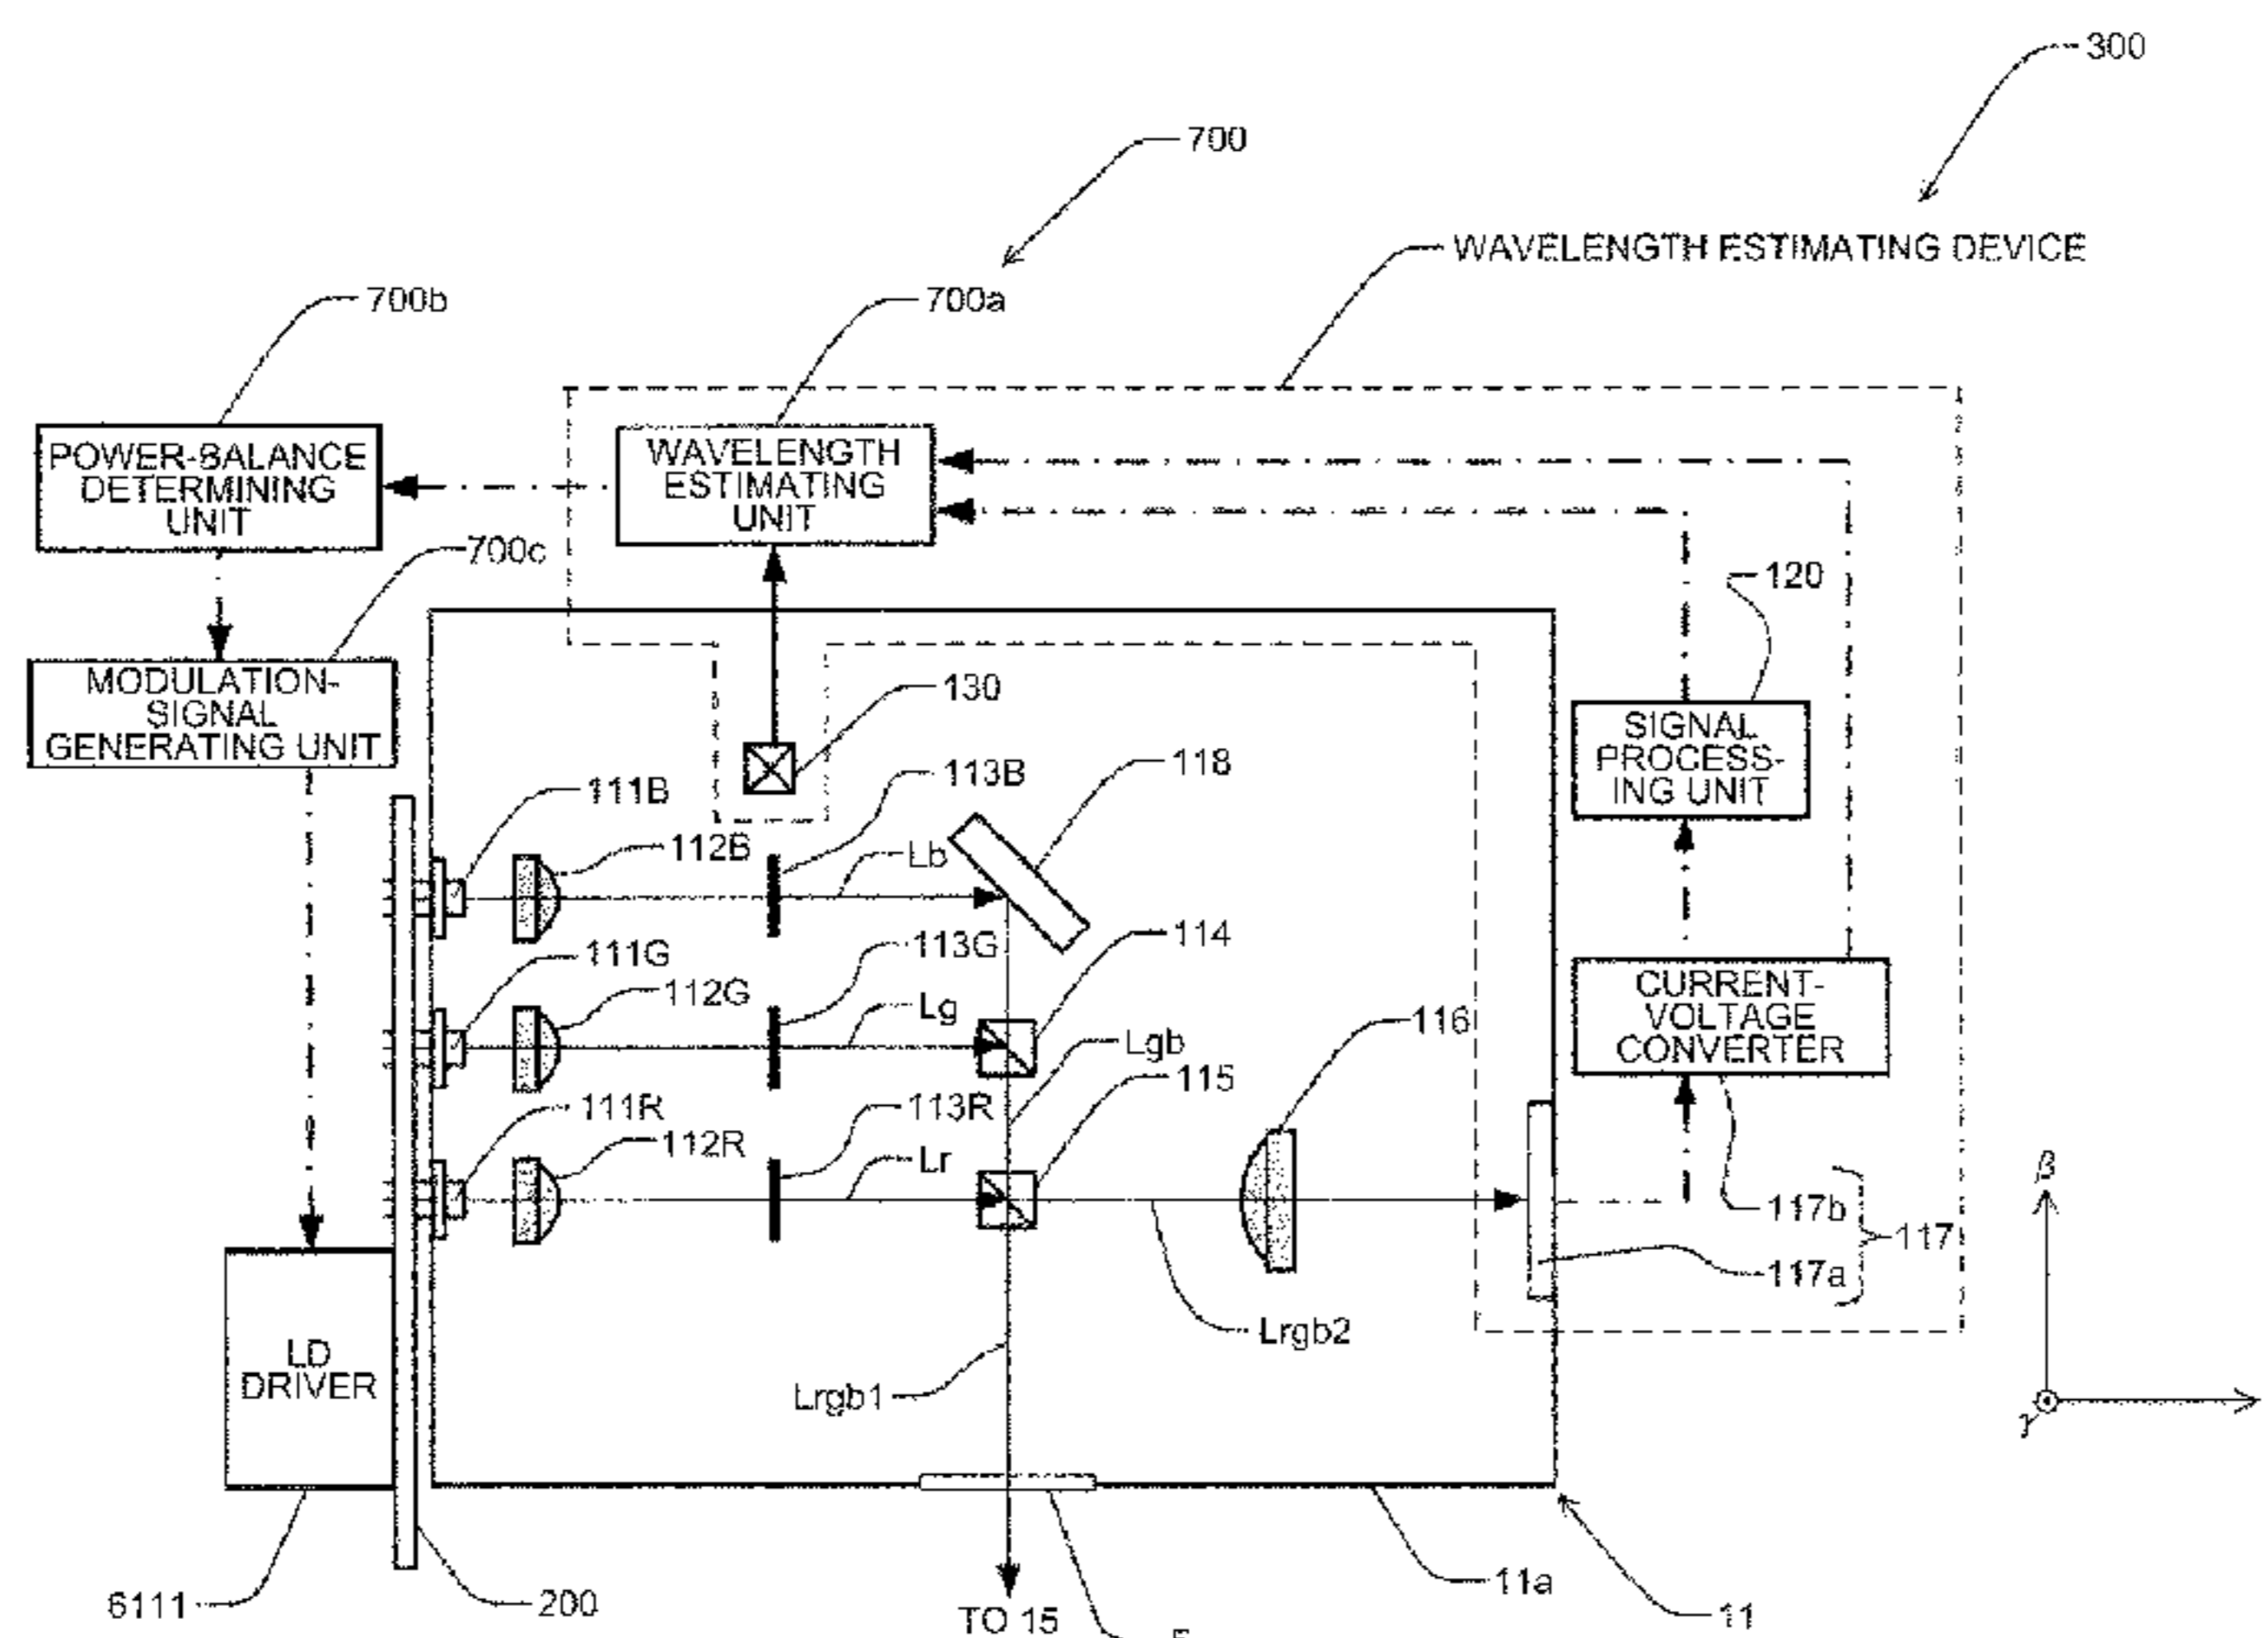 300
700
WAVELENGTH ESTIMATING DEVICE
700b
700a
POWER-BALANCE
DETERMINING
UNIT
WAVELENGTH
ESTIMATING
UNIT
700c
120
MODULATION-
SIGNAL
GENERATING UNIT
130
SIGNAL
PROCESS-
ING UNIT
111B
113B
118
112B
Lb
111G
113G
114
112G
Lg
116
CURRENT-
VOLTAGE
CONVERTER
Lgb
115
111R
113R
112R
Lr
β
117b
117
117a
Lrgb2
LD
DRIVER
Lrgb1
γ
11a
6111
200
TO 15
11